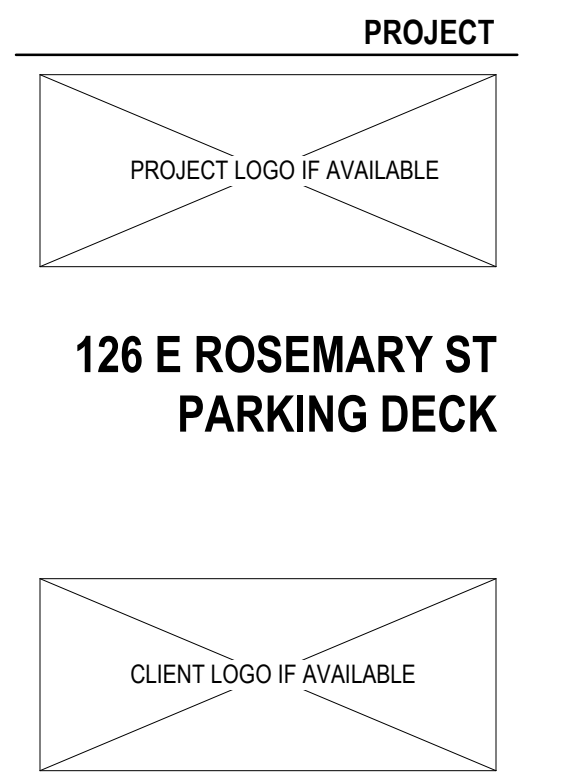 PROJECT
PROJECT LOGO IF AVAILABLE
126 E ROSEMARY ST
PARKING DECK
CLIENT LOGO IF AVAILABLE